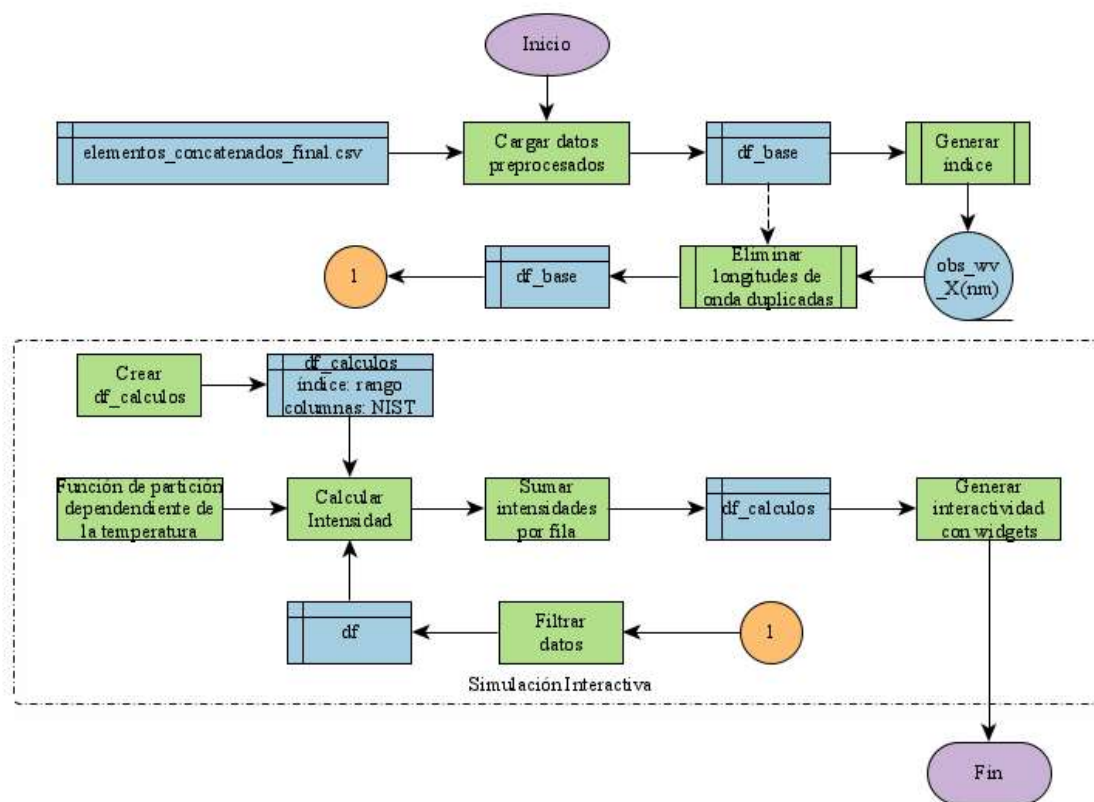 Inicio
elementos_concatenados_final.csv
Cargar datos
preprocesados
df_base
Generar
índice
1
df_base
Eliminar
longitudes de
onda duplicadas
obs_wv
_X(nm)
Crear
df_calculos
df_calculos
índice: rango
columnas: NIST
Función de partición
dependendiente de
la temperatura
Calcular
Intensidad
Sumar
intensidades
por fila
df_calculos
Generar
interactividad
con widgets
df
Filtrar
datos
1
Simulación Interactiva
Fin